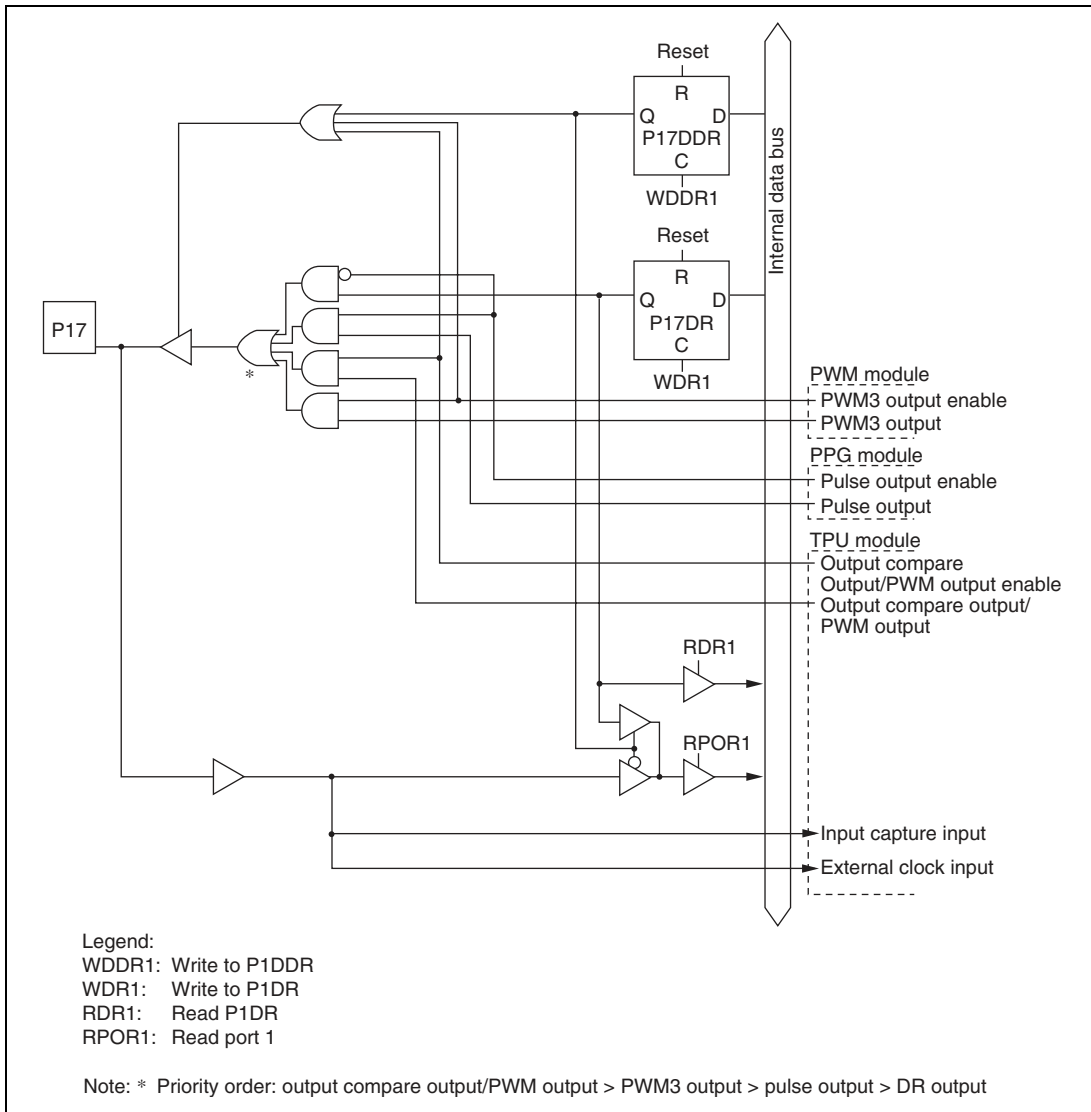 Reset
R
Q D
P17DDR
C
WDDR1
Internal data bus
Reset
R
Q D
P17DR
C
WDR1
P17
*
PWM module
PWM3 output enable
PWM3 output
PPG module
Pulse output enable
Pulse output
TPU module
Output compare
Output/PWM output enable
Output compare output/
PWM output
RDR1
RPOR1
Input capture input
External clock input
Legend:
WDDR1: Write to P1DDR
WDR1: Write to P1DR
RDR1: Read P1DR
RPOR1: Read port 1
Note: * Priority order: output compare output/PWM output > PWM3 output > pulse output > DR output